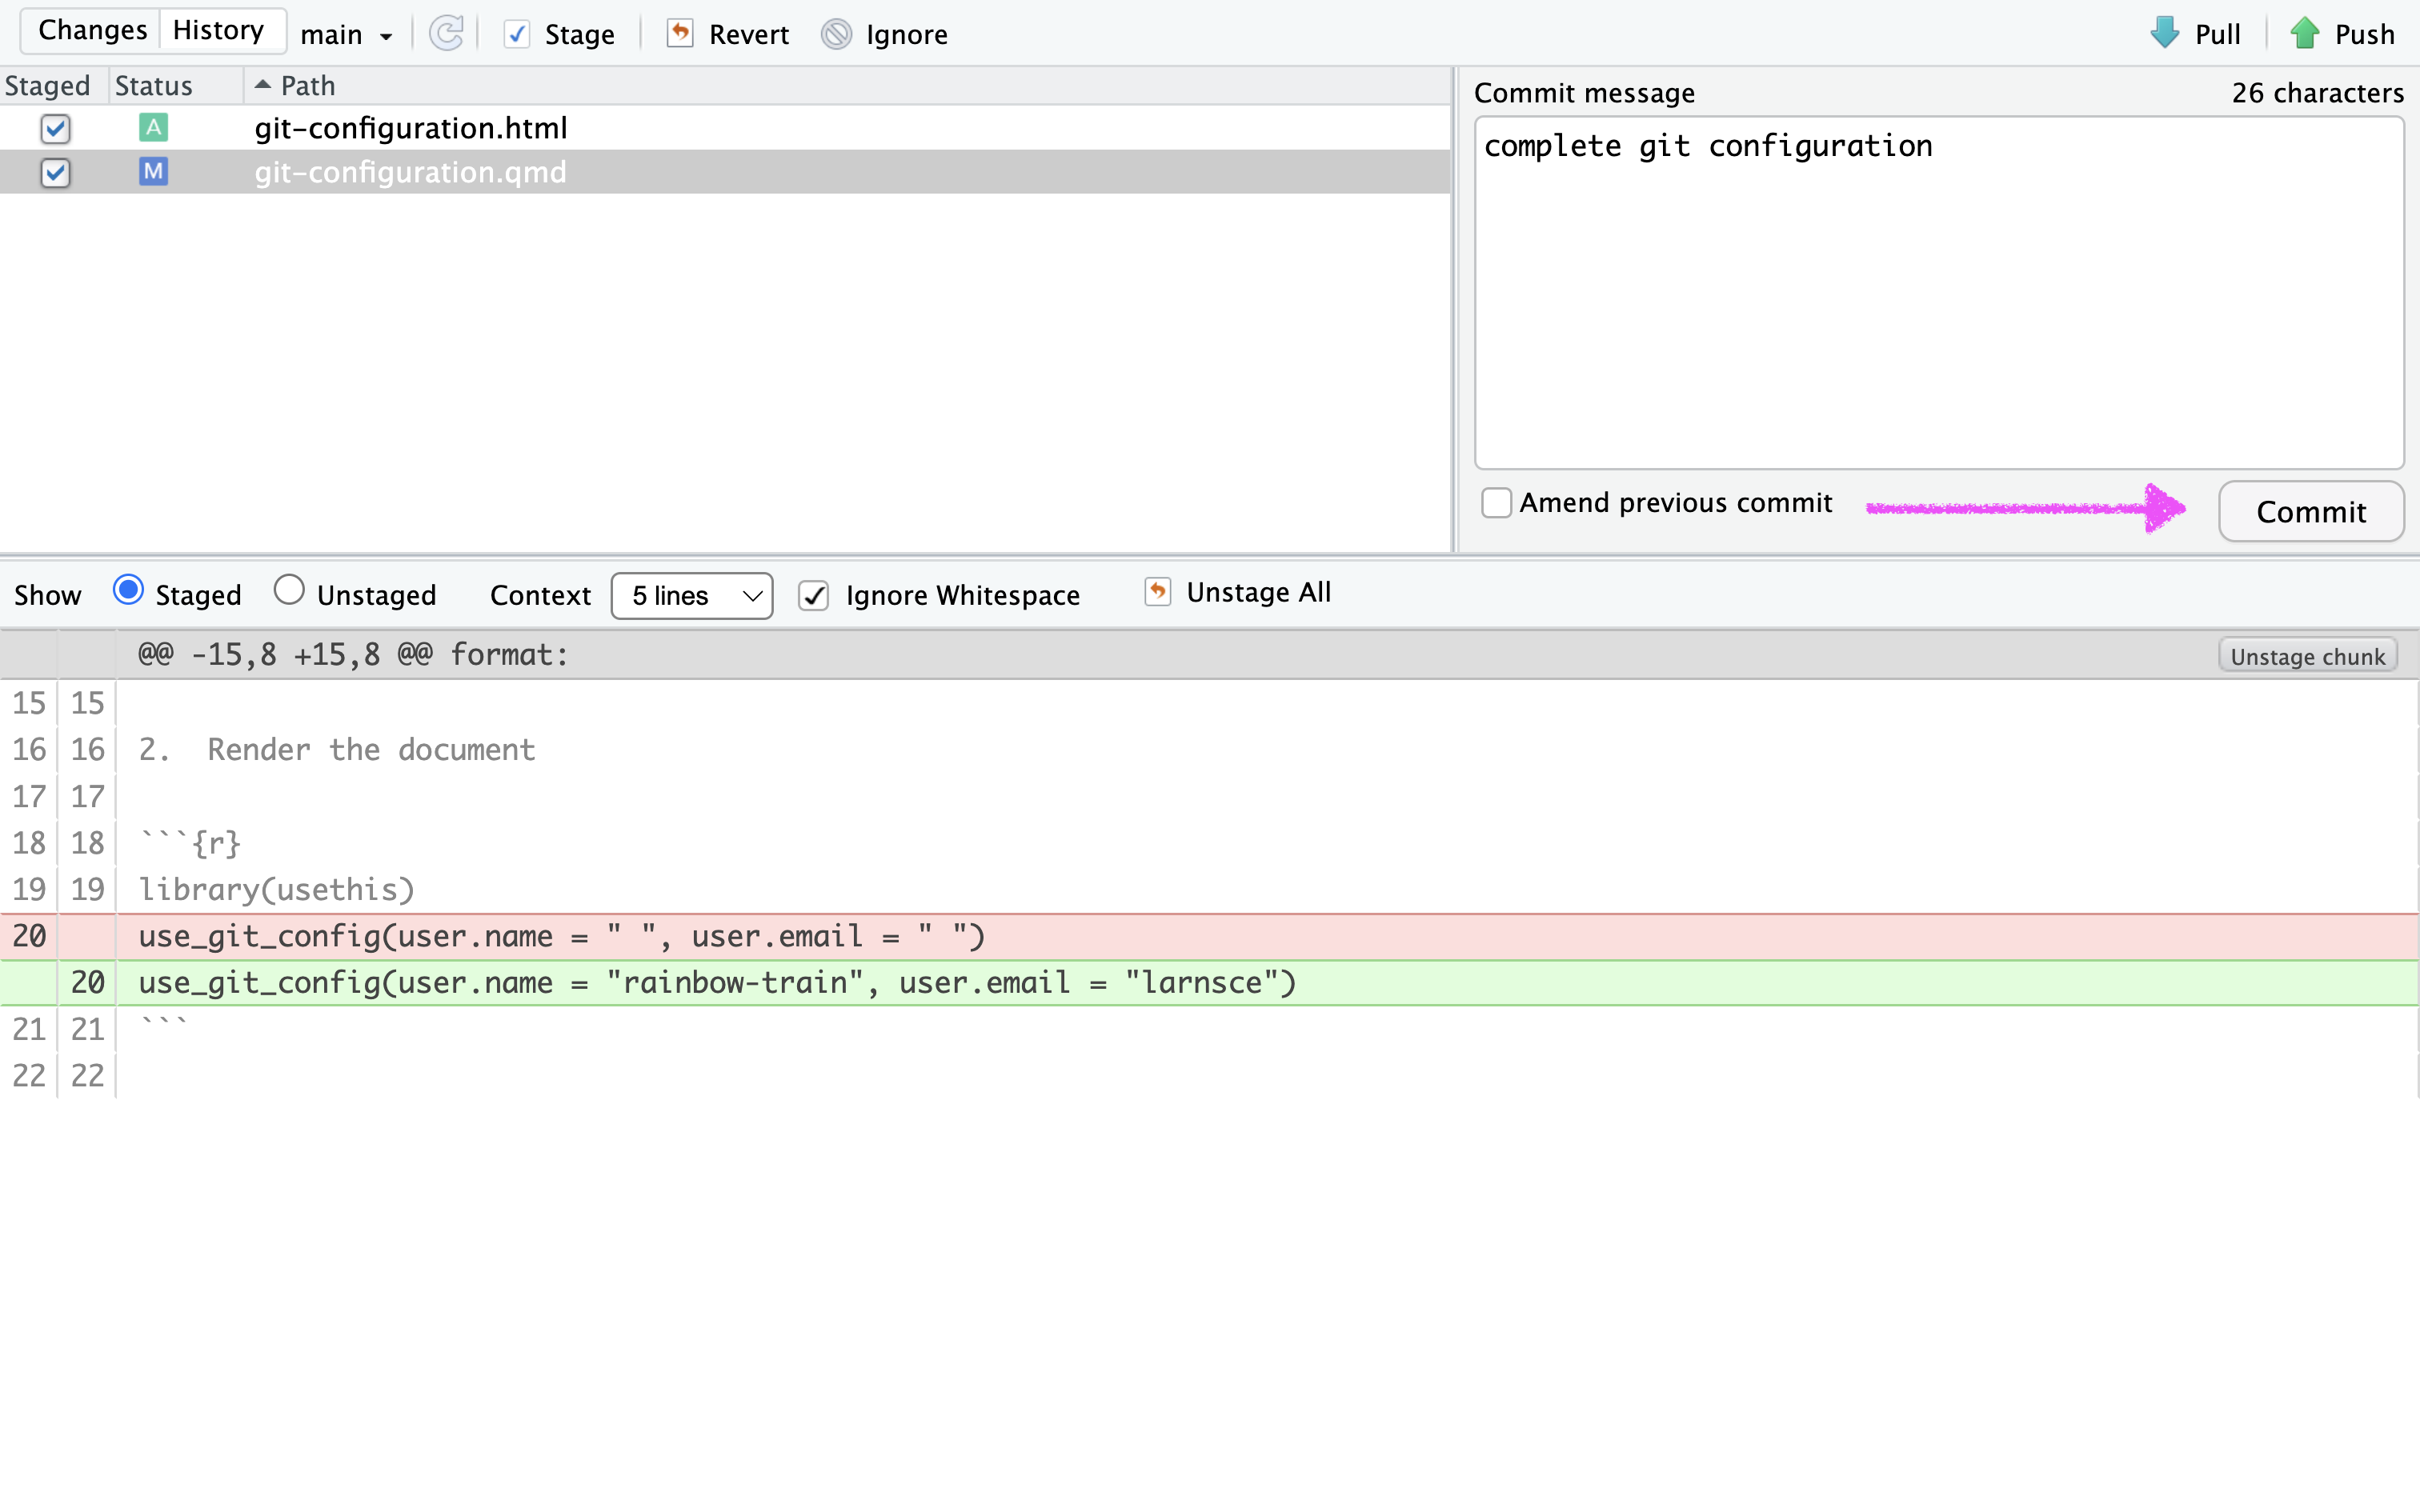 Changes History main Stage Revert Ignore Pull Push
Staged Status Path
A git-configuration.html
M git-configuration.qmd
Commit message 26 characters
complete git configuration
Amend previous commit Commit
Show Staged Unstaged Context 5 lines Ignore Whitespace Unstage All
@@ -15,8 +15,8 @@ format: Unstage chunk
15 15
16 16 2.  Render the document
17 17
18 18 ```{r}
19 19 library(usethis)
20 use_git_config(user.name = " ", user.email = " ")
20 use_git_config(user.name = "rainbow-train", user.email = "larnsce")
21 21 ```
22 22